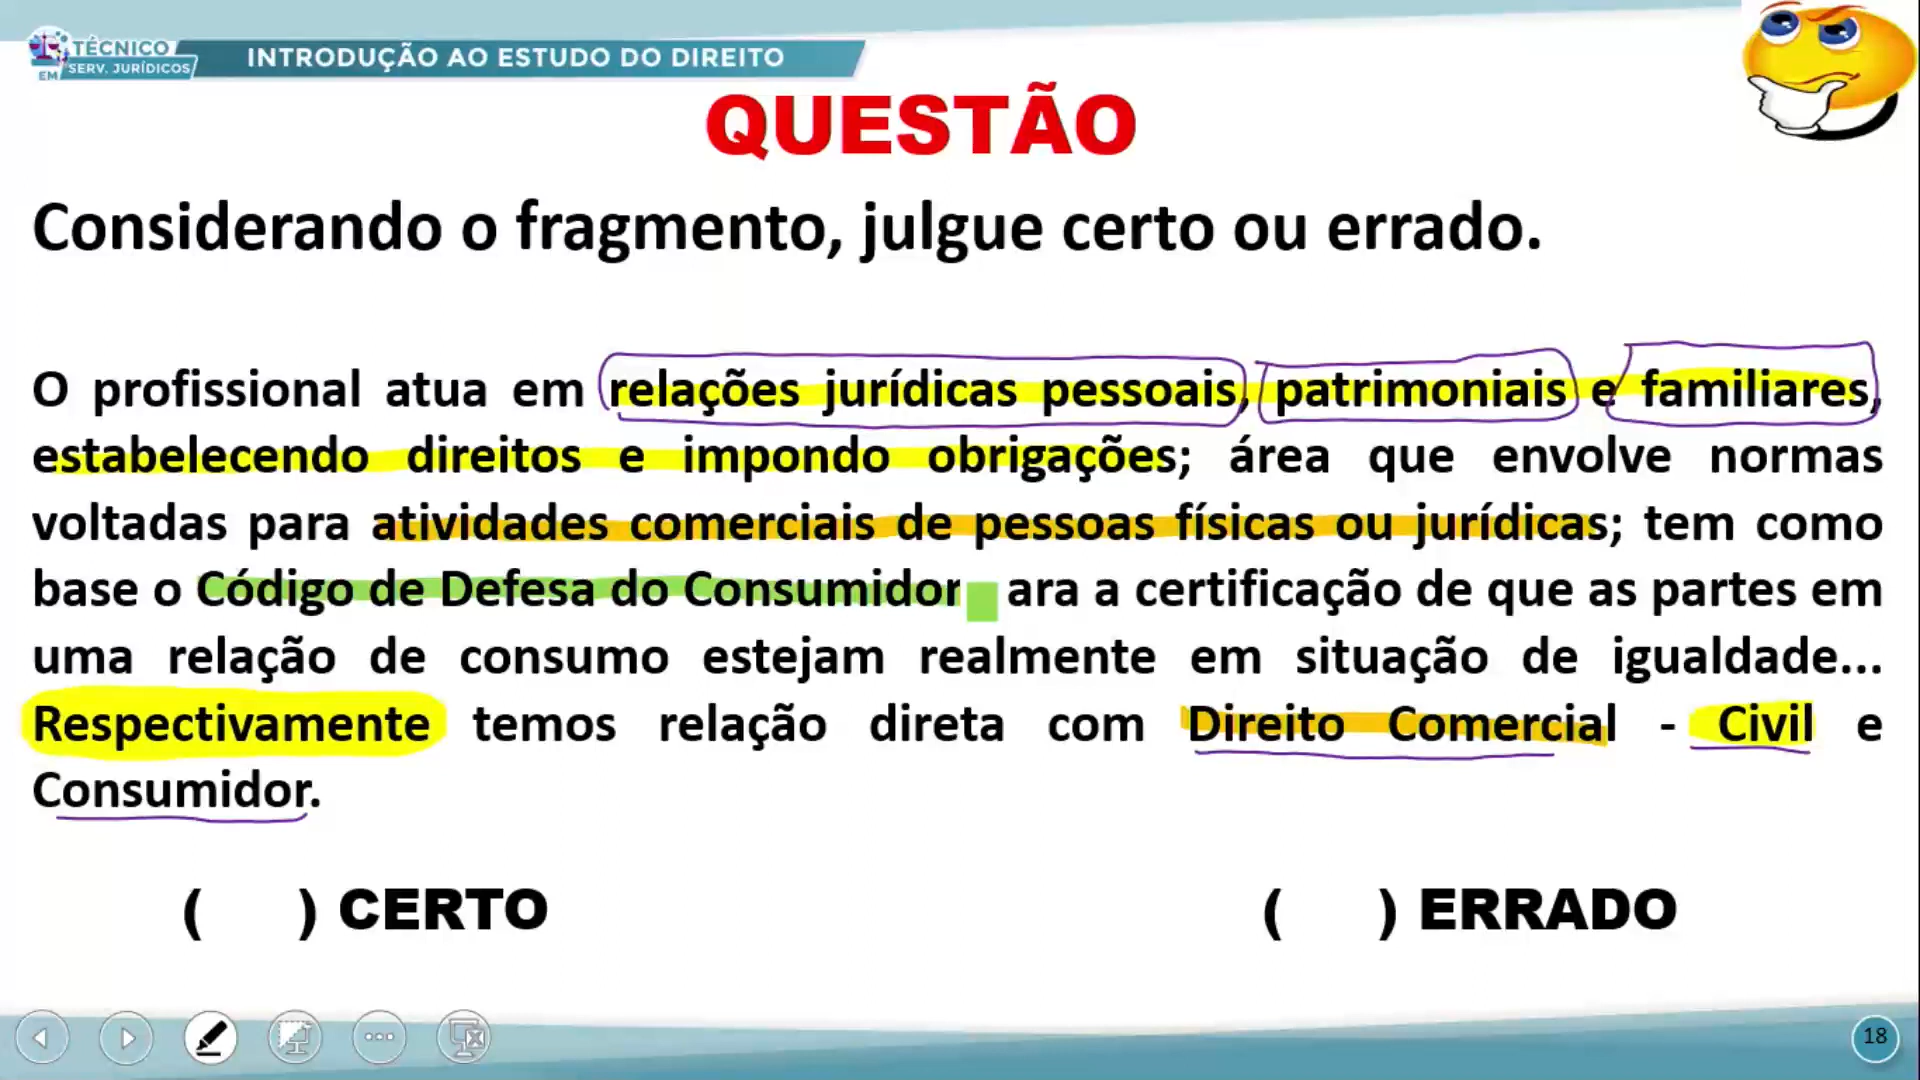 TÉCNICO
EM SERV. JURÍDICOS
INTRODUÇÃO AO ESTUDO DO DIREITO
QUESTÃO
Considerando o fragmento, julgue certo ou errado.
O profissional atua em relações jurídicas pessoais, patrimoniais e familiares,
estabelecendo direitos e impondo obrigações; área que envolve normas
voltadas para atividades comerciais de pessoas físicas ou jurídicas; tem como
base o Código de Defesa do Consumidor ara a certificação de que as partes em
uma relação de consumo estejam realmente em situação de igualdade...
Respectivamente temos relação direta com Direito Comercial - Civil e
Consumidor.
( ) CERTO ( ) ERRADO
18